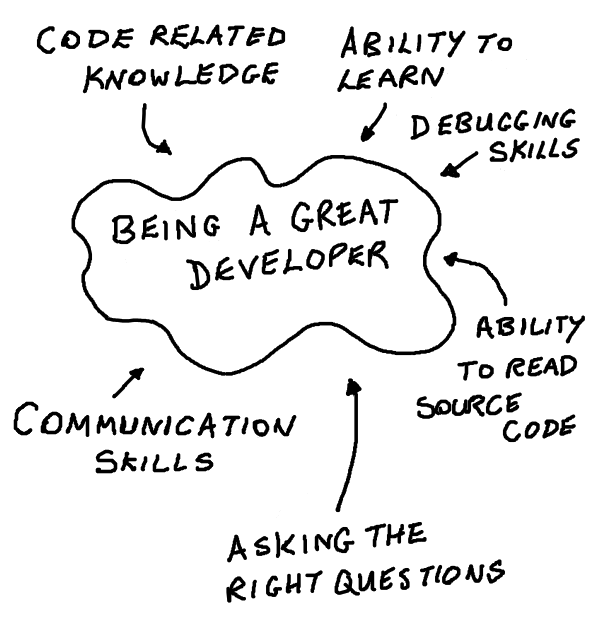 CODE RELATED
KNOWLEDGE
ABILITY TO
LEARN
DEBUGGING
SKILLS
BEING A GREAT
DEVELOPER
ABILITY
TO READ
SOURCE
CODE
COMMUNICATION
SKILLS
ASKING THE
RIGHT QUESTIONS